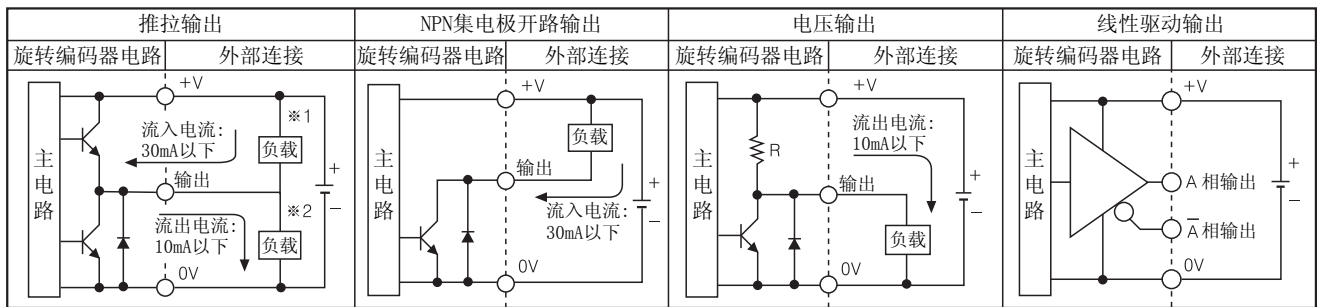 推拉输出
NPN集电极开路输出
电压输出
线性驱动输出
旋转编码器电路
外部连接
旋转编码器电路
外部连接
旋转编码器电路
外部连接
旋转编码器电路
外部连接
主电路
+V
※1
流入电流:
30mA以下
负载
输出
+
−
※2
流出电流:
10mA以下
负载
0V
主电路
+V
负载
输出
+
−
流入电流:
30mA以下
0V
主电路
+V
R
流出电流:
10mA以下
输出
+
−
负载
0V
主电路
+V
A 相输出
+
−
A̅ 相输出
0V